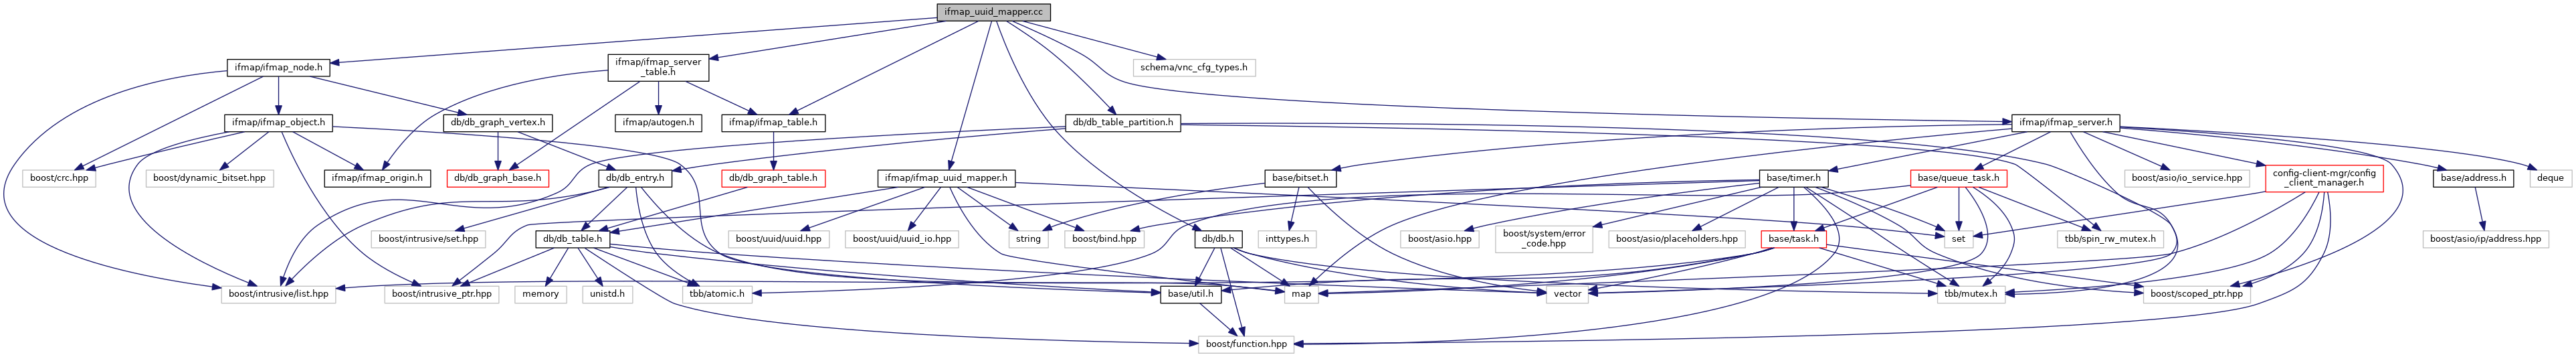 ifmap_uuid_mapper.cc
ifmap/ifmap_node.h
ifmap/ifmap_server
_table.h
schema/vnc_cfg_types.h
ifmap/ifmap_object.h
db/db_graph_vertex.h
ifmap/autogen.h
ifmap/ifmap_table.h
db/db_table_partition.h
ifmap/ifmap_server.h
boost/crc.hpp
boost/dynamic_bitset.hpp
ifmap/ifmap_origin.h
db/db_graph_base.h
db/db_entry.h
db/db_graph_table.h
ifmap/ifmap_uuid_mapper.h
base/bitset.h
base/timer.h
base/queue_task.h
boost/asio/io_service.hpp
config-client-mgr/config
_client_manager.h
base/address.h
deque
boost/intrusive/set.hpp
db/db_table.h
boost/uuid/uuid.hpp
boost/uuid/uuid_io.hpp
string
boost/bind.hpp
db/db.h
inttypes.h
boost/asio.hpp
boost/system/error
_code.hpp
boost/asio/placeholders.hpp
base/task.h
set
tbb/spin_rw_mutex.h
boost/asio/ip/address.hpp
boost/intrusive/list.hpp
boost/intrusive_ptr.hpp
memory
unistd.h
tbb/atomic.h
base/util.h
map
vector
tbb/mutex.h
boost/scoped_ptr.hpp
boost/function.hpp